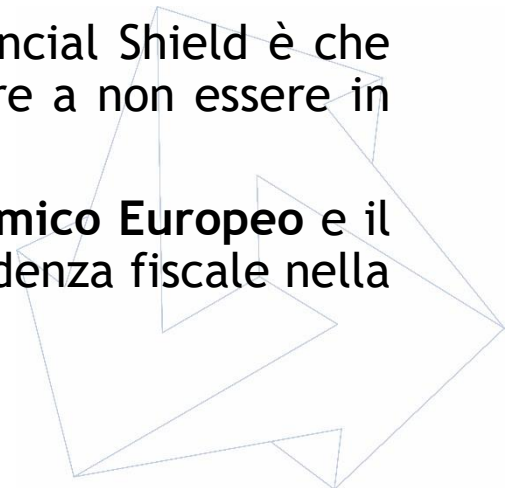 ncial Shield è che
re a non essere in
mico Europeo e il
denza fiscale nella